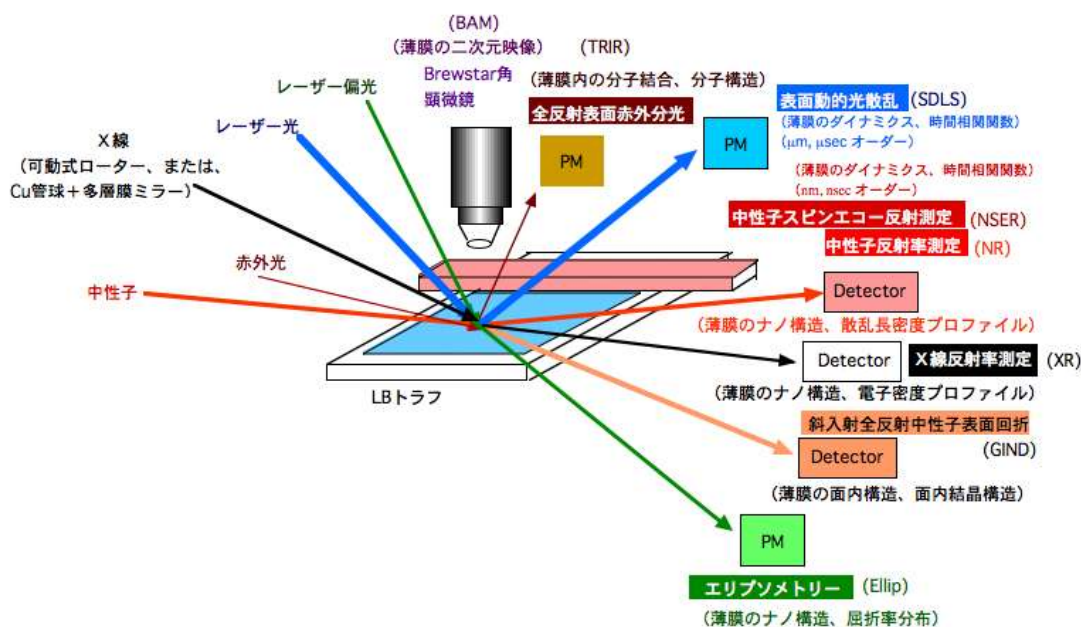 (BAM)
(薄膜の二次元映像)
Brewstar角
顕微鏡
(TRIR)
(薄膜内の分子結合、分子構造)
全反射表面赤外分光
PM
レーザー偏光
レーザー光
X線
(可動式ローター、または、
Cu管球+多層膜ミラー)
赤外光
中性子
LBトラフ
表面動的光散乱 (SDLS)
(薄膜のダイナミクス、時間相関関数)
(μm, μsec オーダー)
PM
(薄膜のダイナミクス、時間相関関数)
(nm, nsec オーダー)
中性子スピンエコー反射測定 (NSER)
中性子反射率測定 (NR)
Detector
(薄膜のナノ構造、散乱長密度プロファイル)
Detector X線反射率測定 (XR)
(薄膜のナノ構造、電子密度プロファイル)
斜入射全反射中性子表面回折
(GIND)
Detector
(薄膜の面内構造、面内結晶構造)
PM
エリプソメトリー (Ellip)
(薄膜のナノ構造、屈折率分布)